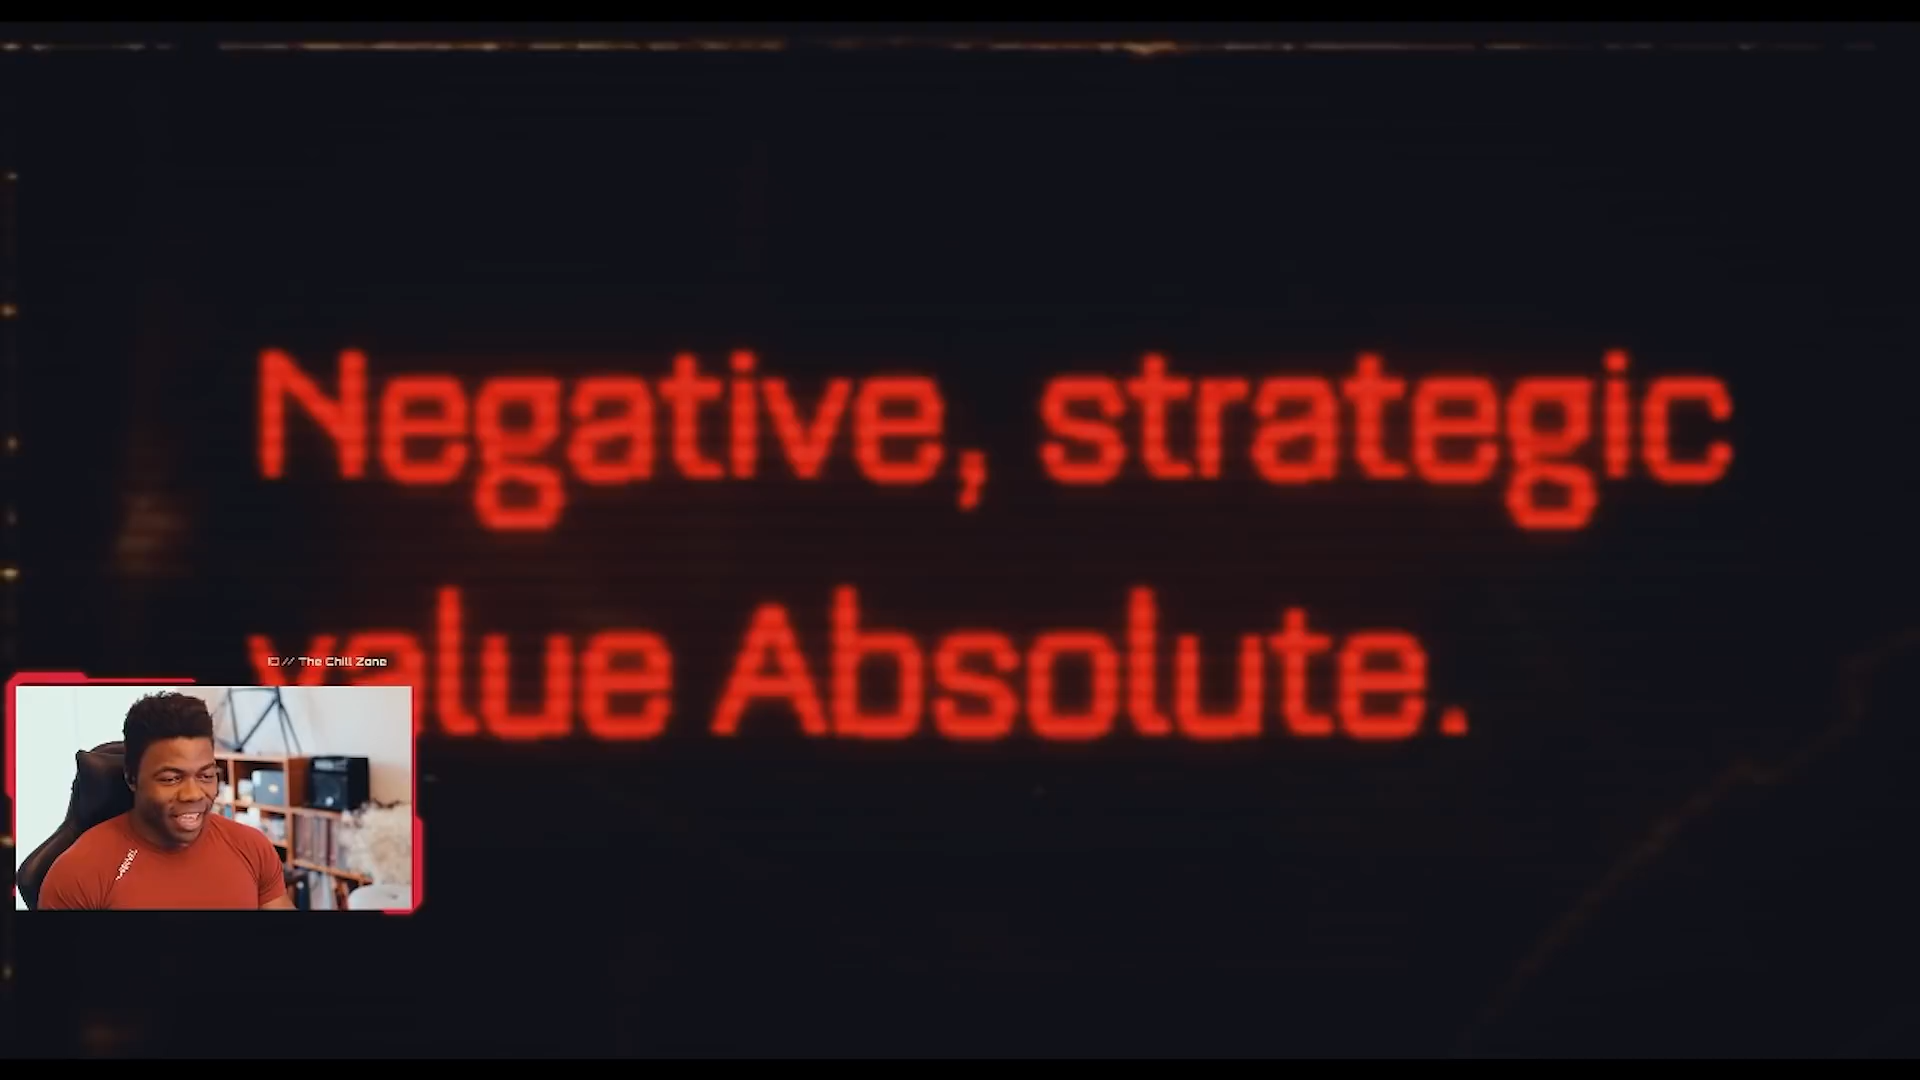 Negative, strategic
value Absolute.
// The Chill Zone